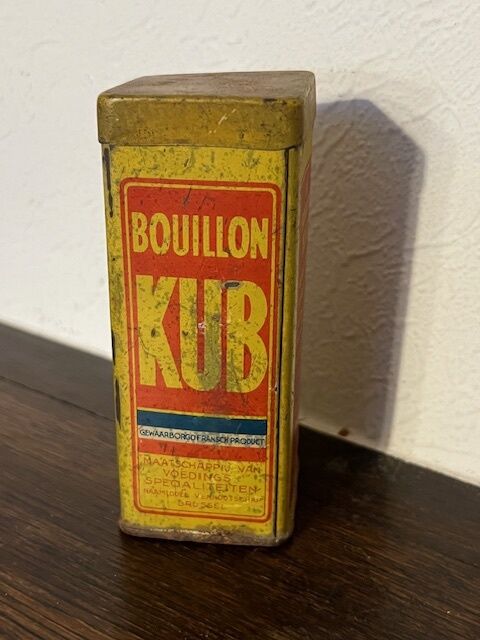 BOUILLON
KUB
GEWAARBORGD FRANSCH PRODUCT
MAATSCHAPPIJ VAN
VOEDINGS
SPECIALITEITEN
NAAMLOOZE VENNOOTSCHAP
BRUSSEL